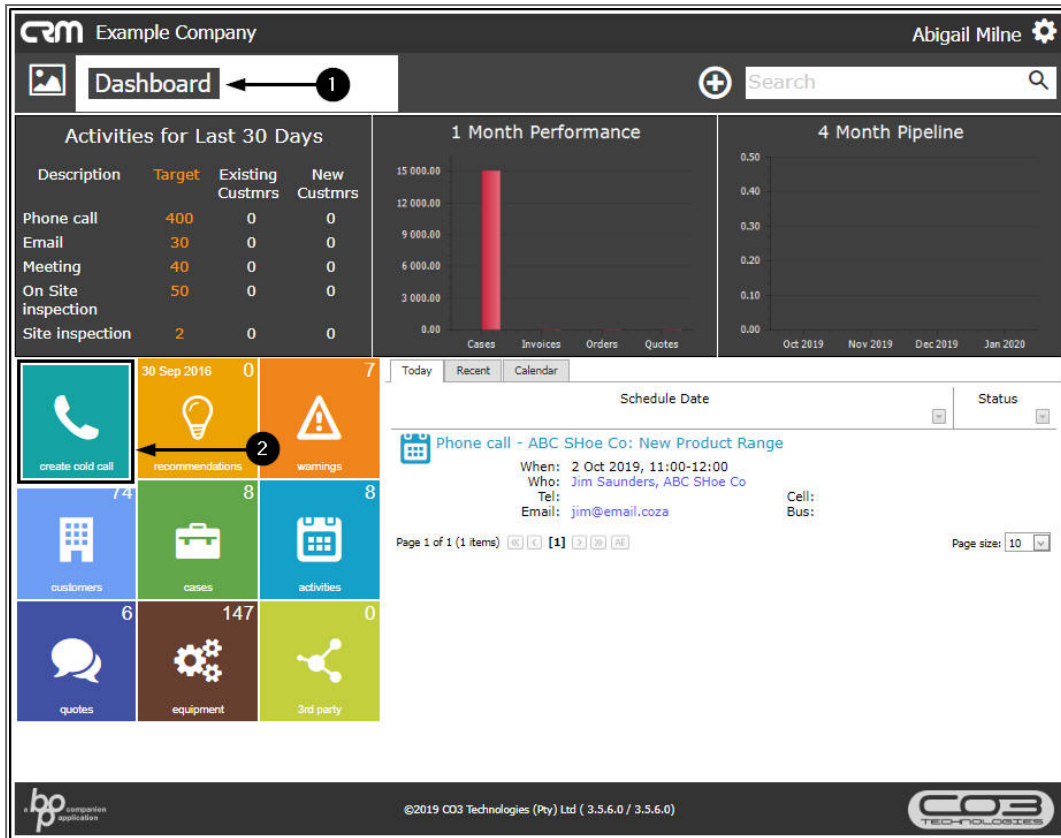 CRM Example Company
Abigail Milne
Dashboard
1
Search
Activities for Last 30 Days
Description Target Existing Custmrs New Custmrs
Phone call 400 0 0
Email 30 0 0
Meeting 40 0 0
On Site inspection 50 0 0
Site inspection 2 0 0
1 Month Performance
15 000.00
12 000.00
9 000.00
6 000.00
3 000.00
0.00
Cases Invoices Orders Quotes
4 Month Pipeline
0.50
0.40
0.30
0.20
0.10
0.00
Oct 2019 Nov 2019 Dec 2019 Jan 2020
create cold call
30 Sep 2016 0
recommendations
7
warnings
2
74
customers
8
cases
8
activities
6
quotes
147
equipment
0
3rd party
Today Recent Calendar
Schedule Date Status
Phone call - ABC SHoe Co: New Product Range
When: 2 Oct 2019, 11:00-12:00
Who: Jim Saunders, ABC SHoe Co
Tel: Cell:
Email: jim@email.coza Bus:
Page 1 of 1 (1 items) [1] All Page size: 10
a bp companion application
©2019 CO3 Technologies (Pty) Ltd ( 3.5.6.0 / 3.5.6.0)
CO3
TECHNOLOGIES